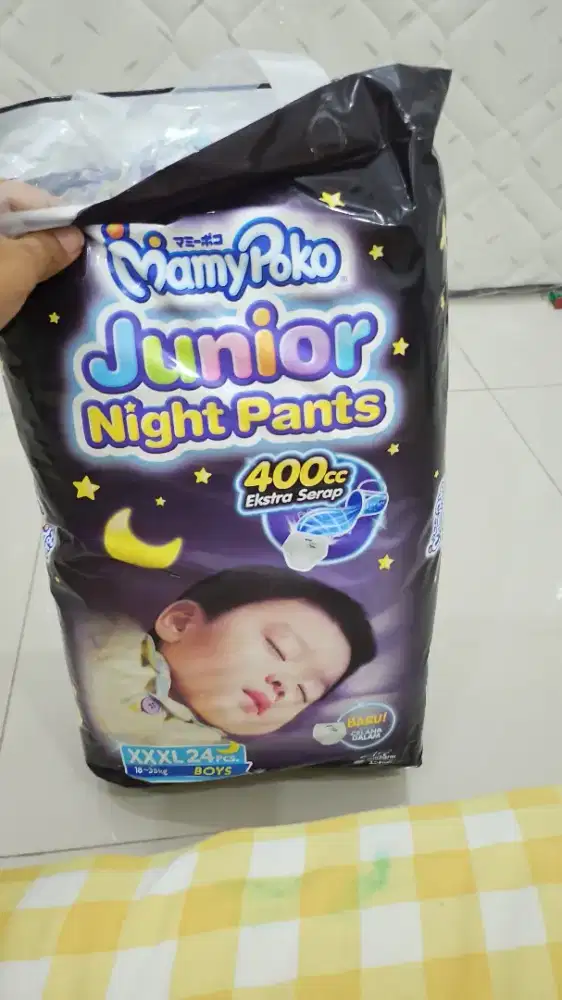 マミーポコ
MamyPoko
Junior
Night Pants
400cc
Ekstra Serap
BARU!
CELANA
DALAM
XXXL 24 PCS.
BOYS